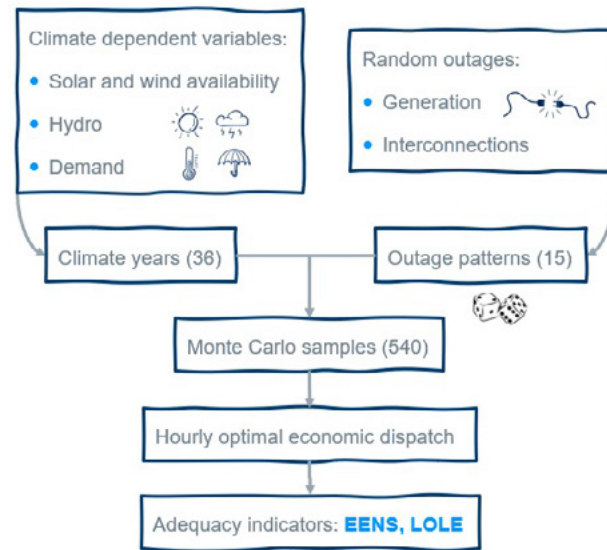 Climate dependent variables:
Solar and wind availability
Hydro
Demand
Random outages:
Generation
Interconnections
Climate years (36)
Outage patterns (15)
Monte Carlo samples (540)
Hourly optimal economic dispatch
Adequacy indicators: EENS, LOLE